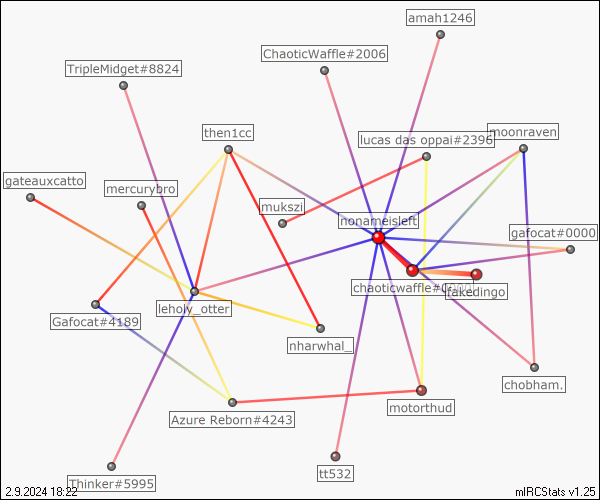 amah1246
ChaoticWaffle#2006
TripleMidget#8824
then1cc
moonraven
lucas das oppai#2396
gateauxcatto
mercurybro
mukszi
nonameisleft
gafocat#0000
chaoticwaffle#0
fakedingo
leholy_otter
Gafocat#4189
nharwhal_
chobham.
motorthud
Azure Reborn#4243
tt532
Thinker#5995
2.9.2024 18:22
mIRCStats v1.25